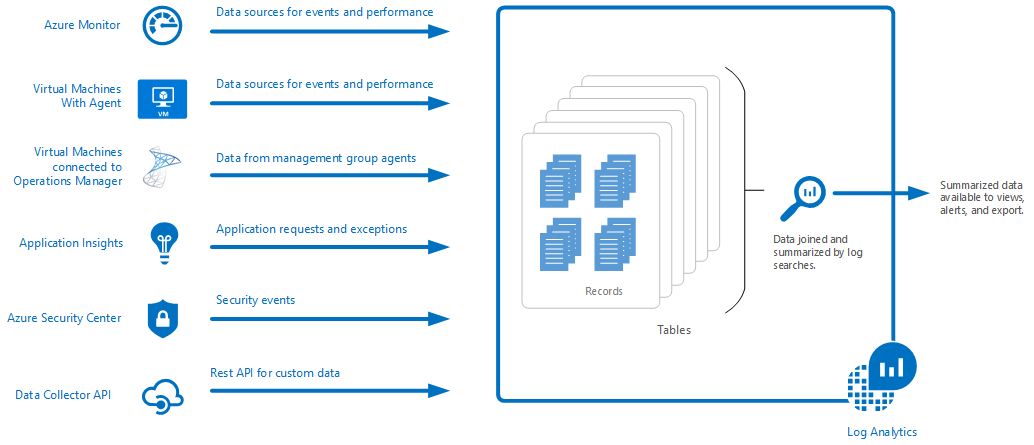 Azure Monitor
Data sources for events and performance
Virtual Machines
With Agent
VM
Data sources for events and performance
Virtual Machines
connected to
Operations Manager
Data from management group agents
Application Insights
Application requests and exceptions
Azure Security Center
Security events
Data Collector API
Rest API for custom data
Records
Tables
Data joined and
summarized by log
searches.
Summarized data
available to views,
alerts, and export.
Log Analytics